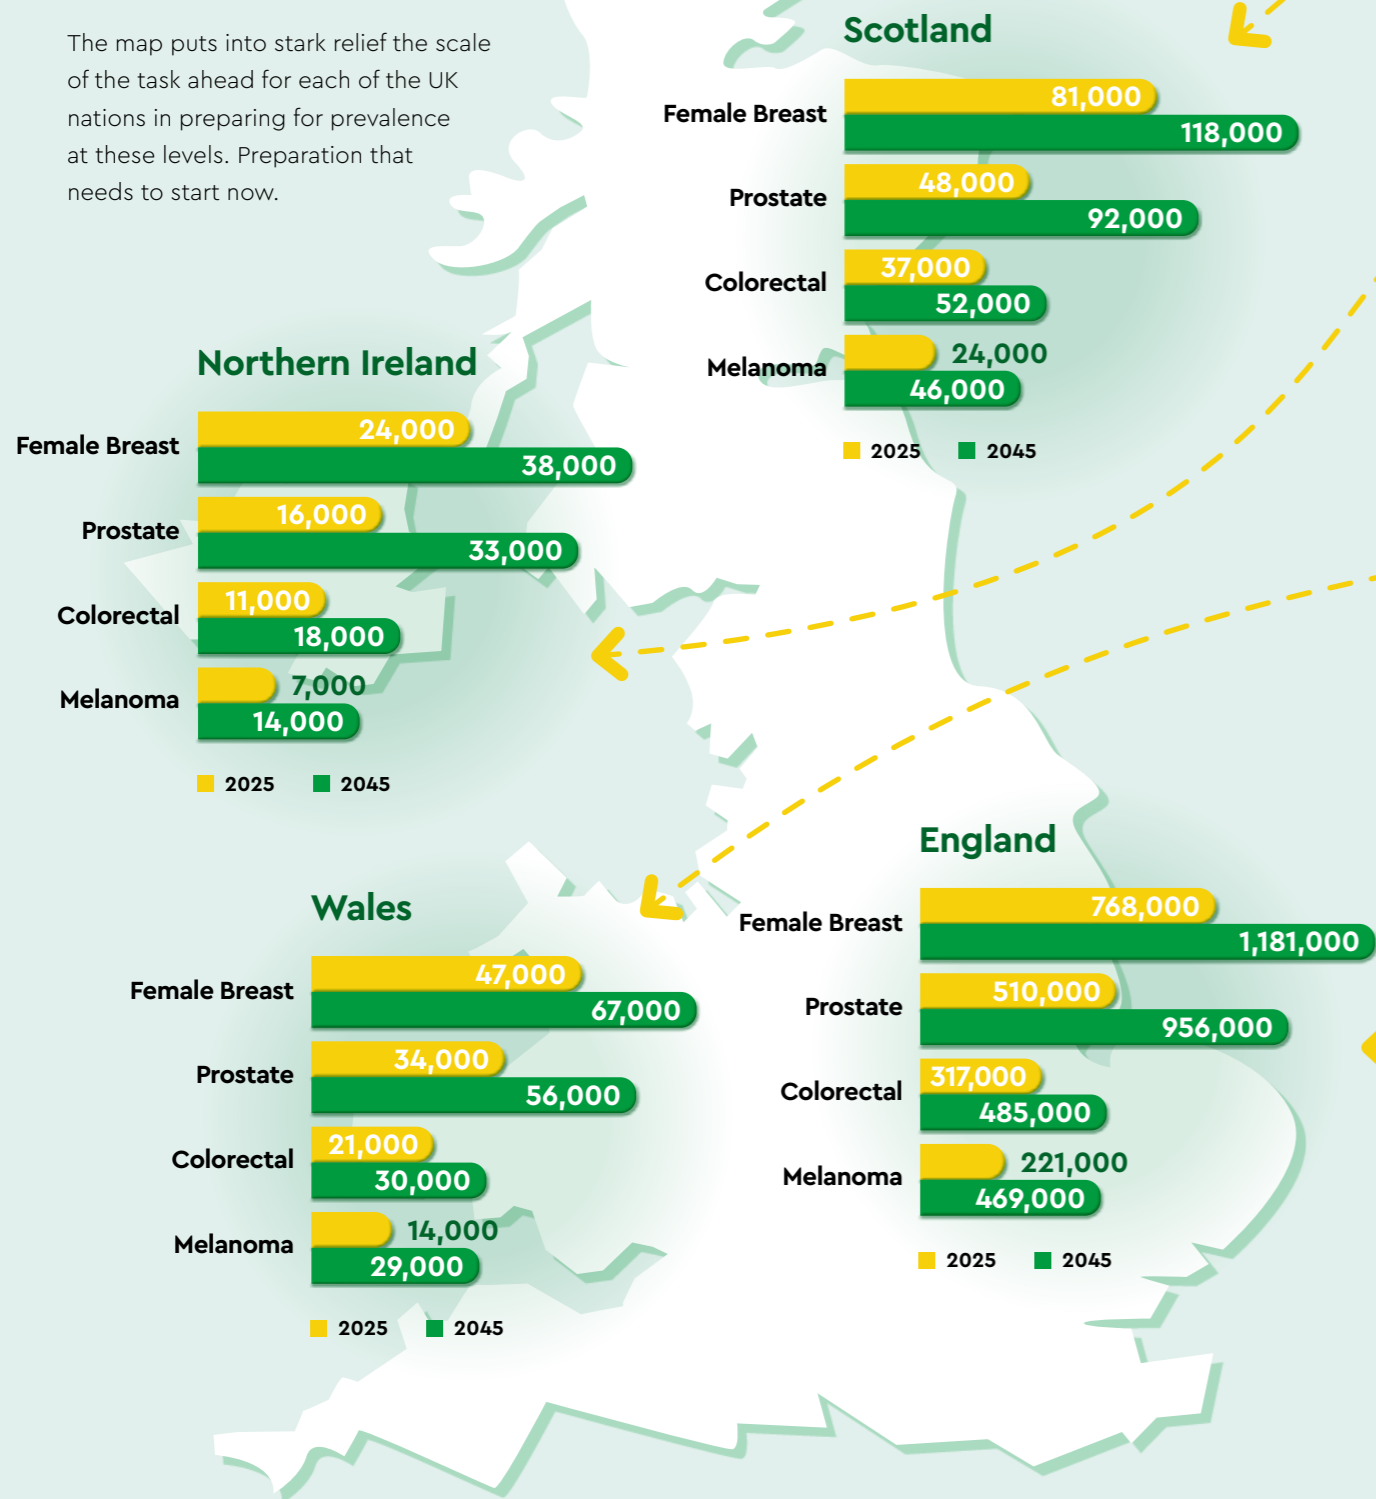 The map puts into stark relief the scale
of the task ahead for each of the UK
nations in preparing for prevalence
at these levels. Preparation that
needs to start now.
Scotland
Female Breast
81,000
118,000
Prostate
48,000
92,000
Colorectal
37,000
52,000
Melanoma
24,000
46,000
2025 2045
Northern Ireland
Female Breast
24,000
38,000
Prostate
16,000
33,000
Colorectal
11,000
18,000
Melanoma
7,000
14,000
2025 2045
Wales
Female Breast
47,000
67,000
Prostate
34,000
56,000
Colorectal
21,000
30,000
Melanoma
14,000
29,000
2025 2045
England
Female Breast
768,000
1,181,000
Prostate
510,000
956,000
Colorectal
317,000
485,000
Melanoma
221,000
469,000
2025 2045